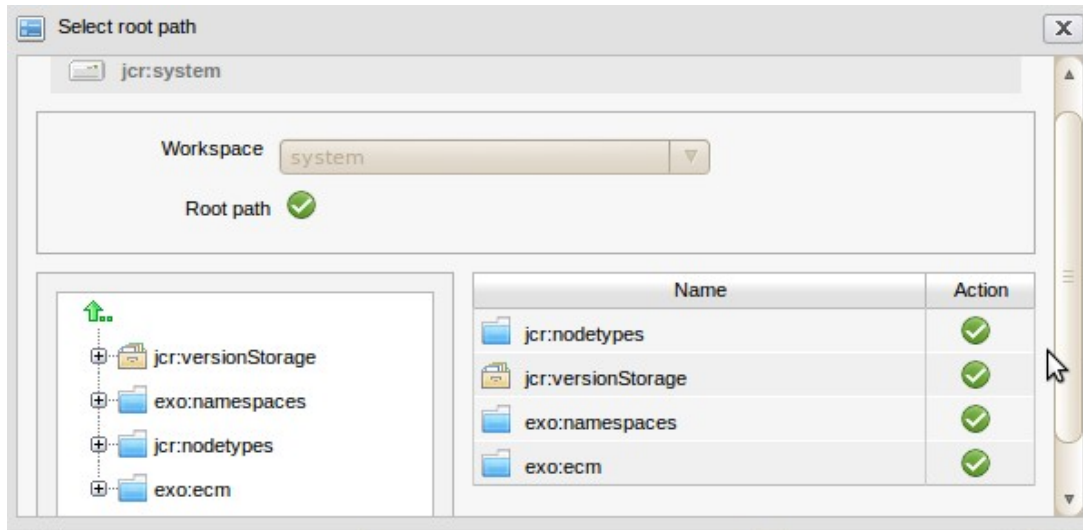 Select root path
jcr:system
Workspace
system
Root path
jcr:versionStorage
exo:namespaces
jcr:nodetypes
exo:ecm
Name Action
jcr:nodetypes
jcr:versionStorage
exo:namespaces
exo:ecm